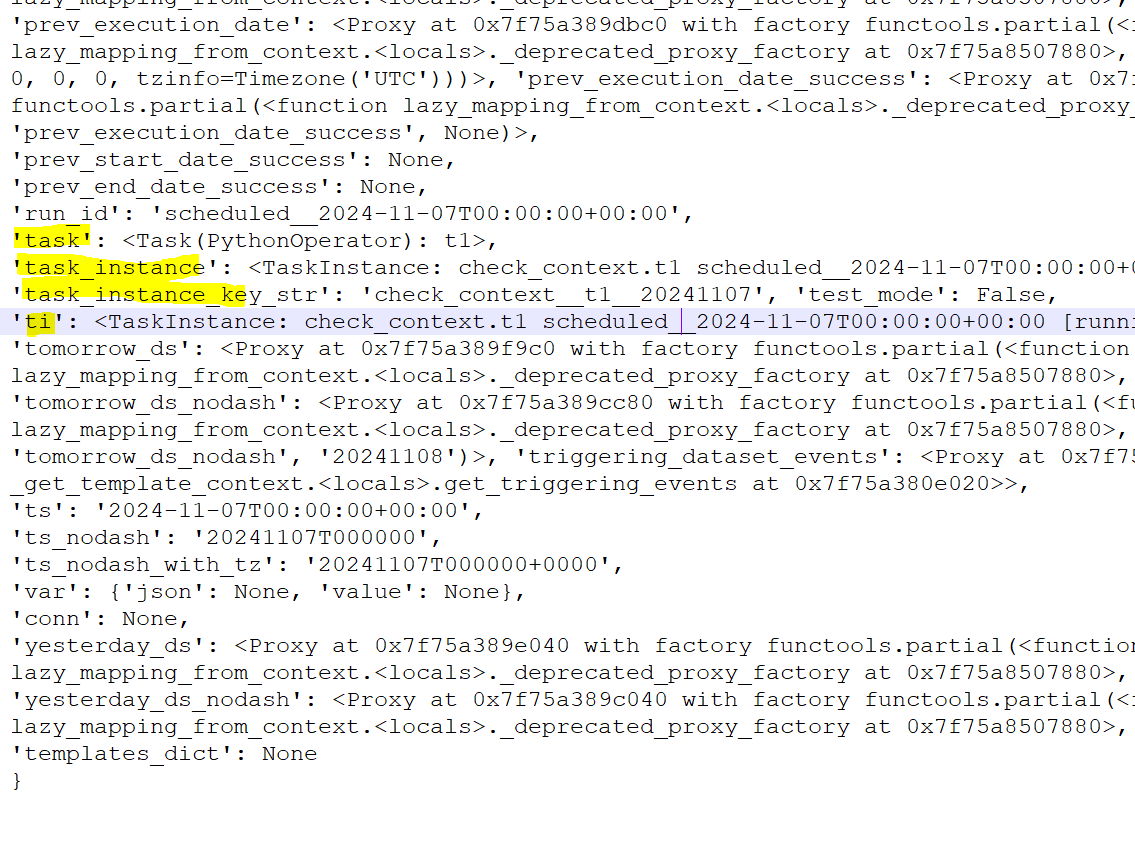 lazy_mapping_from_context.<locals>._deprecated_proxy_factory at 0x7f75a8507880>,
'prev_execution_date': <Proxy at 0x7f75a389dbc0 with factory functools.partial(<f
lazy_mapping_from_context.<locals>._deprecated_proxy_factory at 0x7f75a8507880>,
0, 0, 0, tzinfo=Timezone('UTC')))>, 'prev_execution_date_success': <Proxy at 0x7
functools.partial(<function lazy_mapping_from_context.<locals>._deprecated_proxy_
'prev_execution_date_success', None)>,
'prev_start_date_success': None,
'prev_end_date_success': None,
'run_id': 'scheduled__2024-11-07T00:00:00+00:00',
'task': <Task(PythonOperator): t1>,
'task_instance': <TaskInstance: check_context.t1 scheduled__2024-11-07T00:00:00+0
'task_instance_key_str': 'check_context__t1__20241107', 'test_mode': False,
'ti': <TaskInstance: check_context.t1 scheduled__2024-11-07T00:00:00+00:00 [runni
'tomorrow_ds': <Proxy at 0x7f75a389f9c0 with factory functools.partial(<function
lazy_mapping_from_context.<locals>._deprecated_proxy_factory at 0x7f75a8507880>,
'tomorrow_ds_nodash': <Proxy at 0x7f75a389cc80 with factory functools.partial(<fu
lazy_mapping_from_context.<locals>._deprecated_proxy_factory at 0x7f75a8507880>,
'tomorrow_ds_nodash', '20241108')>, 'triggering_dataset_events': <Proxy at 0x7f75
_get_template_context.<locals>.get_triggering_events at 0x7f75a380e020>>,
'ts': '2024-11-07T00:00:00+00:00',
'ts_nodash': '20241107T000000',
'ts_nodash_with_tz': '20241107T000000+0000',
'var': {'json': None, 'value': None},
'conn': None,
'yesterday_ds': <Proxy at 0x7f75a389e040 with factory functools.partial(<function
lazy_mapping_from_context.<locals>._deprecated_proxy_factory at 0x7f75a8507880>,
'yesterday_ds_nodash': <Proxy at 0x7f75a389c040 with factory functools.partial(<f
lazy_mapping_from_context.<locals>._deprecated_proxy_factory at 0x7f75a8507880>,
'templates_dict': None
}